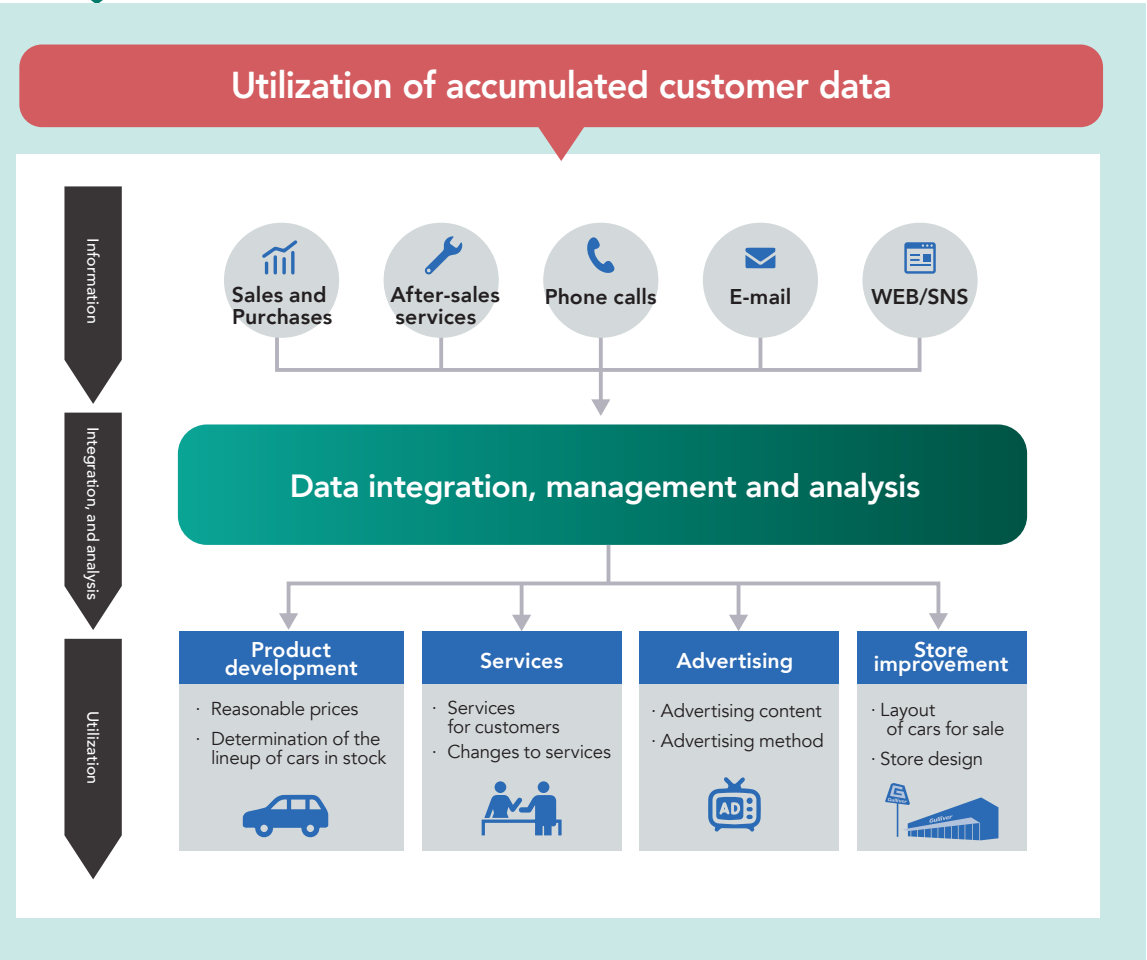 Utilization of accumulated customer data
Information
Sales and
Purchases
After-sales
services
Phone calls
E-mail
WEB/SNS
Integration, and analysis
Data integration, management and analysis
Utilization
Product
development
· Reasonable prices
· Determination of the
lineup of cars in stock
Services
· Services
for customers
· Changes to services
Advertising
· Advertising content
· Advertising method
AD
Store
improvement
· Layout
of cars for sale
· Store design
G
Gulliver
Gulliver